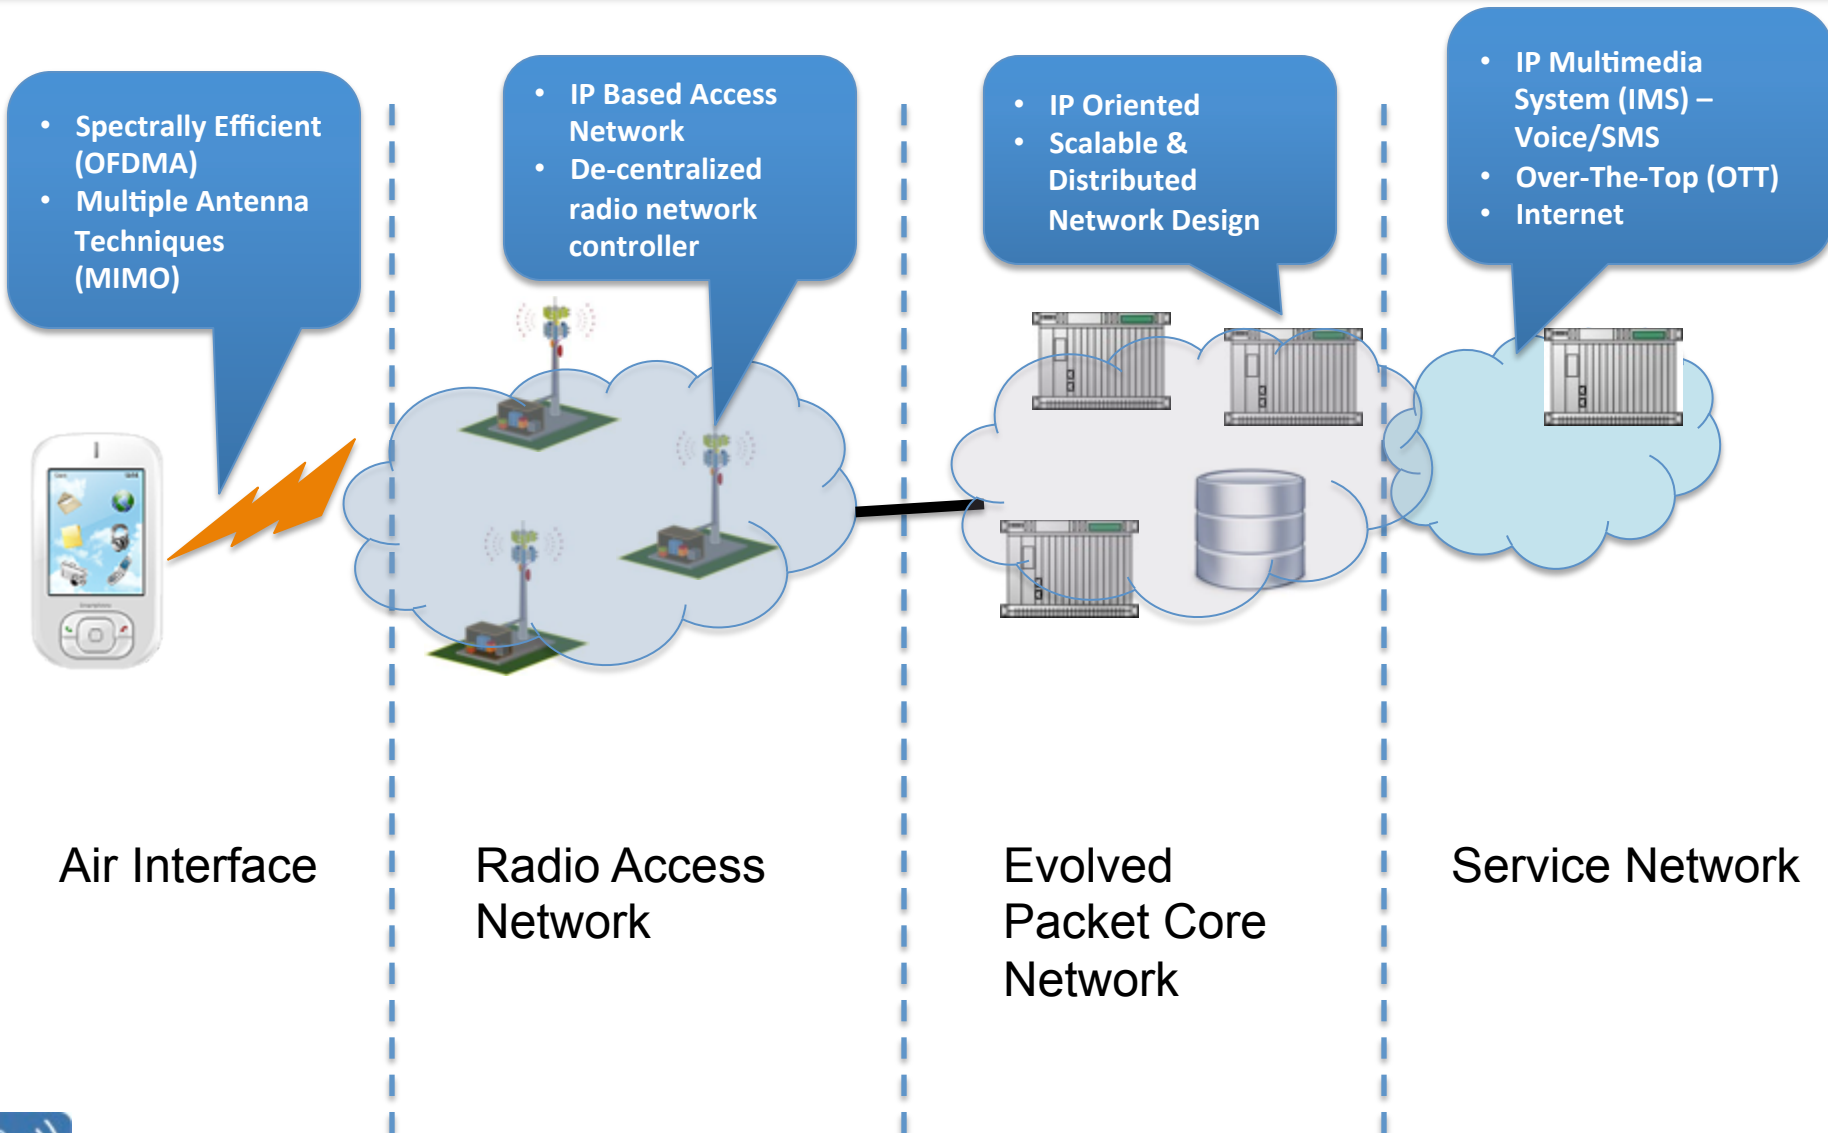 • Spectrally Efficient
(OFDMA)
• Multiple Antenna
Techniques
(MIMO)
• IP Based Access
Network
• De-centralized
radio network
controller
• IP Oriented
• Scalable &
Distributed
Network Design
• IP Multimedia
System (IMS) –
Voice/SMS
• Over-The-Top (OTT)
• Internet
Air Interface
Radio Access
Network
Evolved
Packet Core
Network
Service Network